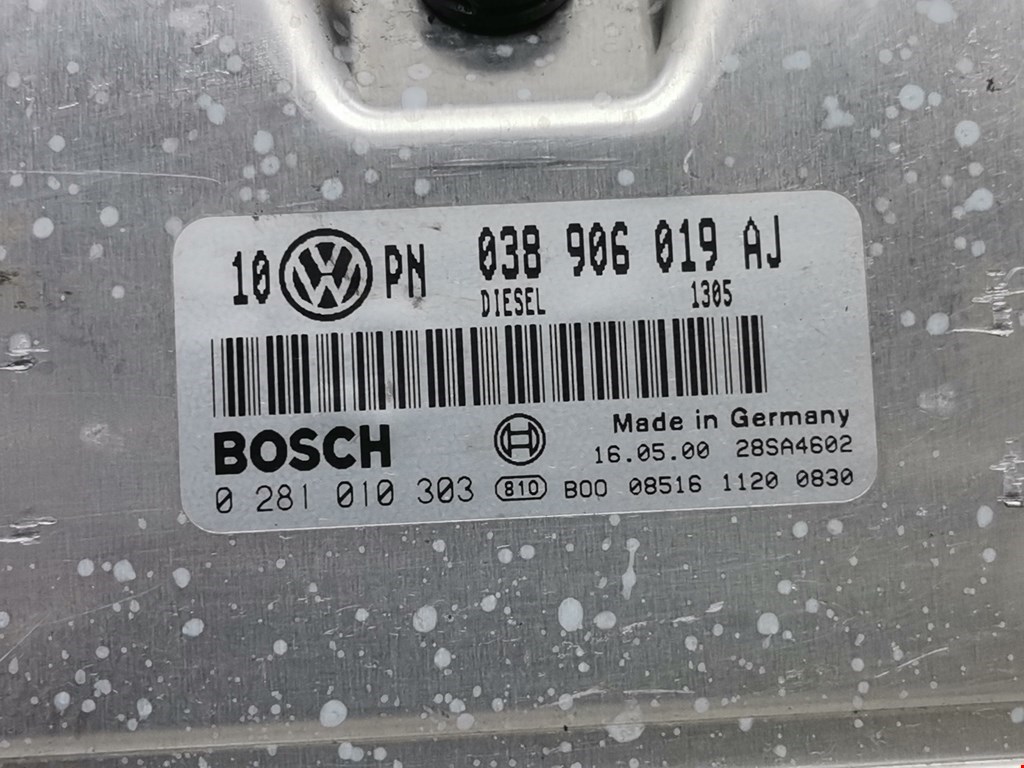 10 VW PN 038 906 019 AJ
DIESEL 1305
BOSCH Made in Germany
16.05.00 28SA4602
0 281 010 303 810 B00 08516 1120 0830